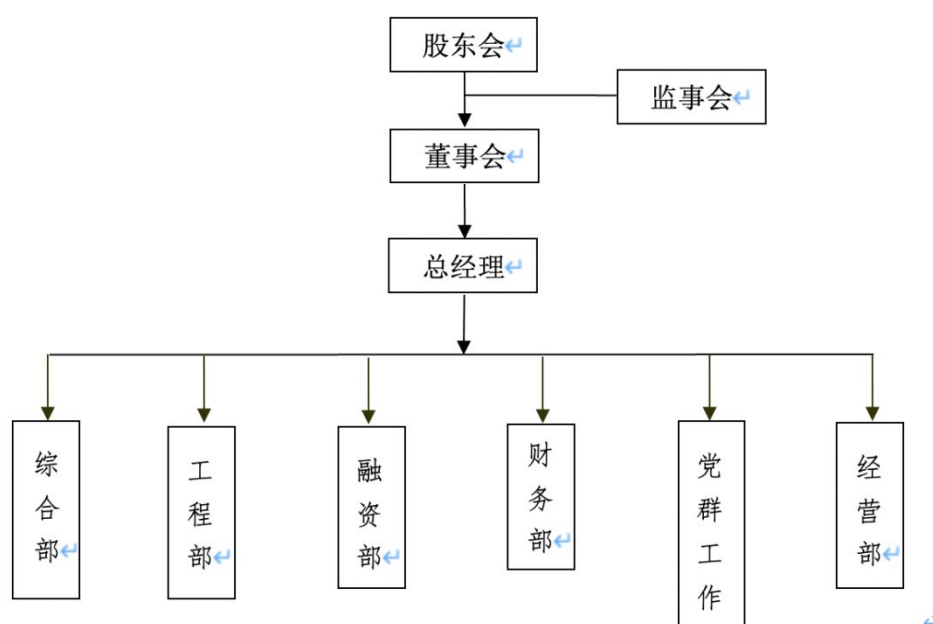 股东会
监事会
董事会
总经理
综合部
工程部
融资部
财务部
党群工作
经营部